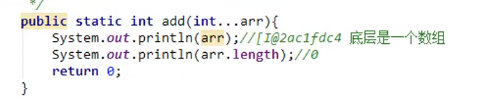 */
public static int add(int...arr){
System.out.println(arr);//[I@2ac1fdc4 底层是一个数组
System.out.println(arr.length);//0
return 0;
}